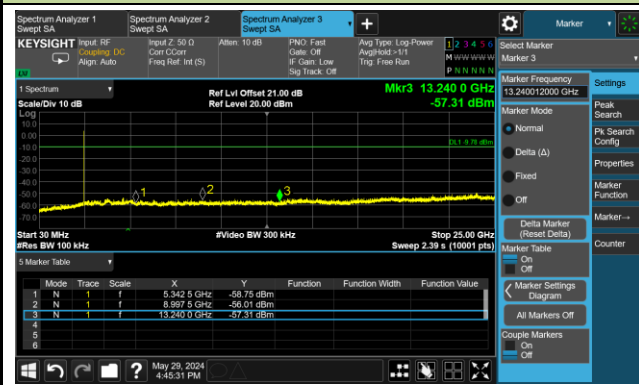 Spectrum Analyzer 1
Swept SA
Spectrum Analyzer 2
Swept SA
Spectrum Analyzer 3
Swept SA
Marker
KEYSIGHT
Input: RF
Coupling: DC
Align: Auto
Input Z: 50 Ω
Corr CCorr
Freq Ref: Int (S)
Atten: 10 dB
PNO: Fast
Gate: Off
IF Gain: Low
Sig Track: Off
Avg Type: Log-Power
Avg|Hold:>1/1
Trig: Free Run
1 2 3 4 5 6
M W W W W W
P N N N N N
Select Marker
Marker 3
LXI
1 Spectrum
Scale/Div 10 dB
Ref Lvl Offset 21.00 dB
Ref Level 20.00 dBm
Mkr3 13.240 0 GHz
-57.31 dBm
Log
10.0
0.00
-10.0
-20.0
-30.0
-40.0
-50.0
-60.0
-70.0
DL1 -9.78 dBm
1
2
3
Start 30 MHz
#Res BW 100 kHz
#Video BW 300 kHz
Stop 25.00 GHz
Sweep 2.39 s (10001 pts)
5 Marker Table
Mode Trace Scale X Y Function Function Width Function Value
1 N 1 f 5.342 5 GHz -58.75 dBm
2 N 1 f 8.997 5 GHz -56.01 dBm
3 N 1 f 13.240 0 GHz -57.31 dBm
4
5
6
Marker Frequency
13.240012000 GHz
Marker Mode
Normal
Delta (Δ)
Fixed
Off
Delta Marker
(Reset Delta)
Marker Table
On
Off
Marker Settings
Diagram
All Markers Off
Couple Markers
On
Off
Settings
Peak
Search
Pk Search
Config
Properties
Marker
Function
Marker→
Counter
May 29, 2024
4:45:31 PM